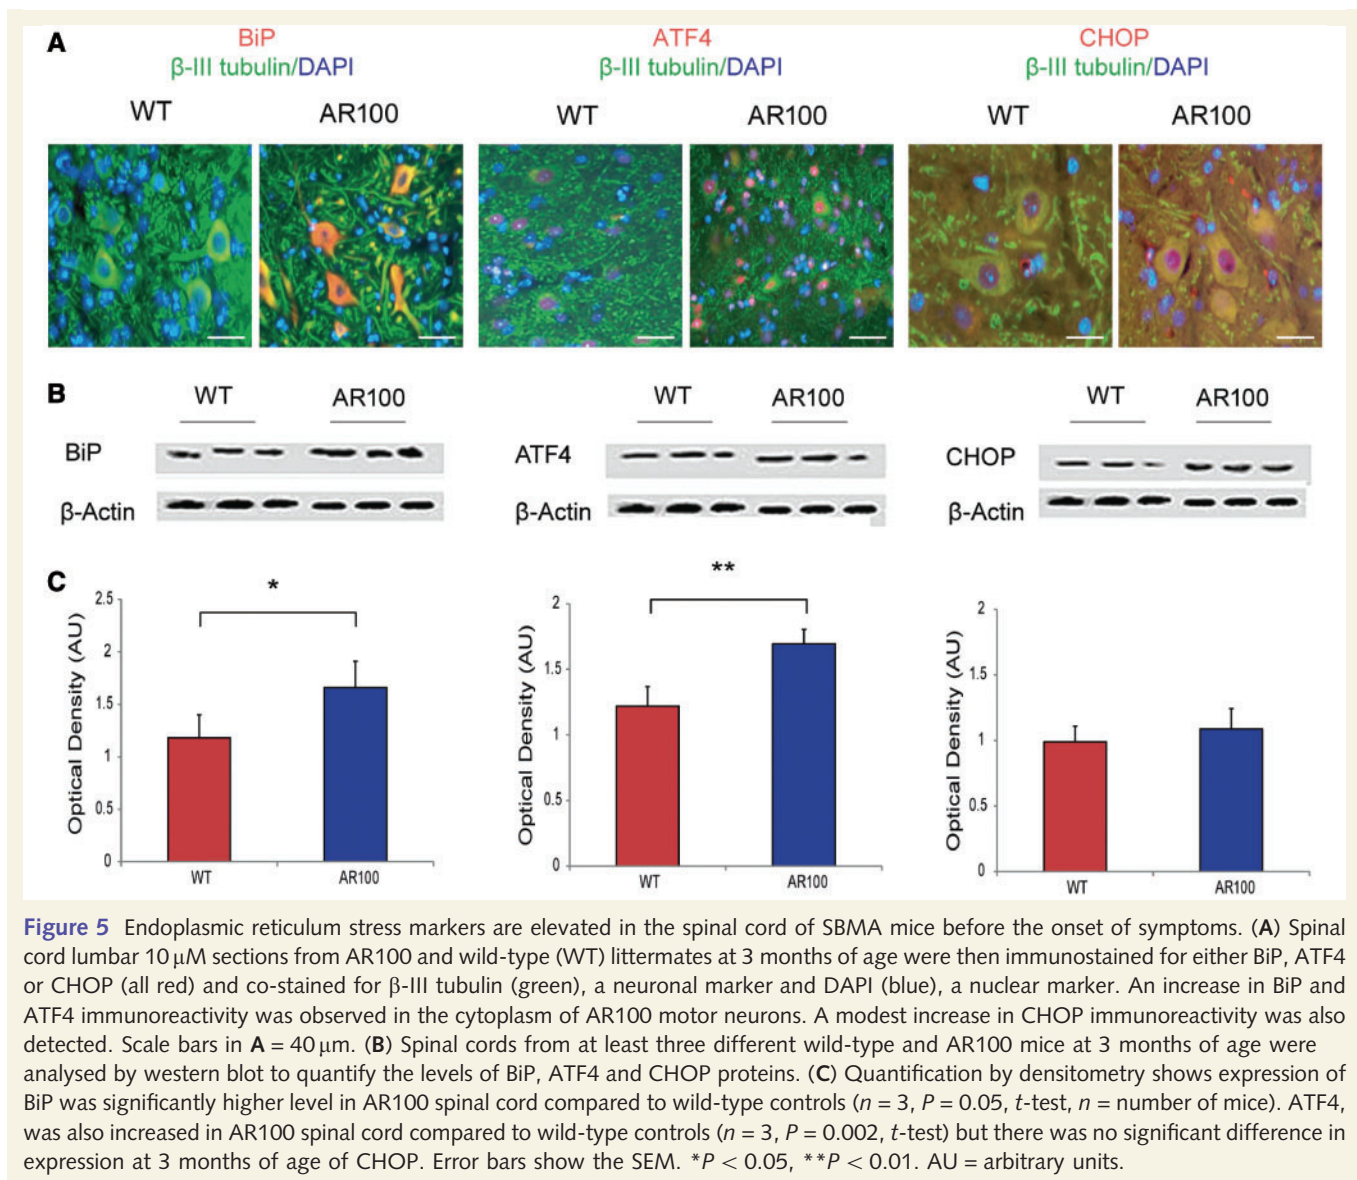 A
BiP
β-III tubulin/DAPI
WT AR100
ATF4
β-III tubulin/DAPI
WT AR100
CHOP
β-III tubulin/DAPI
WT AR100
B
WT AR100
BiP
β-Actin
WT AR100
ATF4
β-Actin
WT AR100
CHOP
β-Actin
C
*
Optical Density (AU)
2.5
2
1.5
1
0.5
0
WT AR100
**
Optical Density (AU)
2
1.5
1
0.5
0
WT AR100
Optical Density (AU)
2
1.5
1
0.5
0
WT AR100
Figure 5 Endoplasmic reticulum stress markers are elevated in the spinal cord of SBMA mice before the onset of symptoms. (A) Spinal
cord lumbar 10 μM sections from AR100 and wild-type (WT) littermates at 3 months of age were then immunostained for either BiP, ATF4
or CHOP (all red) and co-stained for β-III tubulin (green), a neuronal marker and DAPI (blue), a nuclear marker. An increase in BiP and
ATF4 immunoreactivity was observed in the cytoplasm of AR100 motor neurons. A modest increase in CHOP immunoreactivity was also
detected. Scale bars in A = 40 μm. (B) Spinal cords from at least three different wild-type and AR100 mice at 3 months of age were
analysed by western blot to quantify the levels of BiP, ATF4 and CHOP proteins. (C) Quantification by densitometry shows expression of
BiP was significantly higher level in AR100 spinal cord compared to wild-type controls (n = 3, P = 0.05, t-test, n = number of mice). ATF4,
was also increased in AR100 spinal cord compared to wild-type controls (n = 3, P = 0.002, t-test) but there was no significant difference in
expression at 3 months of age of CHOP. Error bars show the SEM. *P < 0.05, **P < 0.01. AU = arbitrary units.